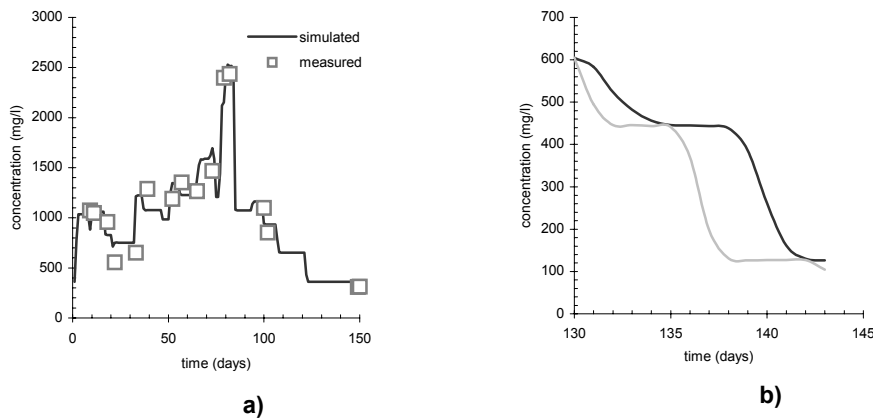 3000
2500
2000
1500
1000
500
0
concentration (mg/l)
simulated
measured
0 50 100 150
time (days)
a)
700
600
500
400
300
200
100
0
concentration (mg/l)
130 135 140 145
time (days)
b)